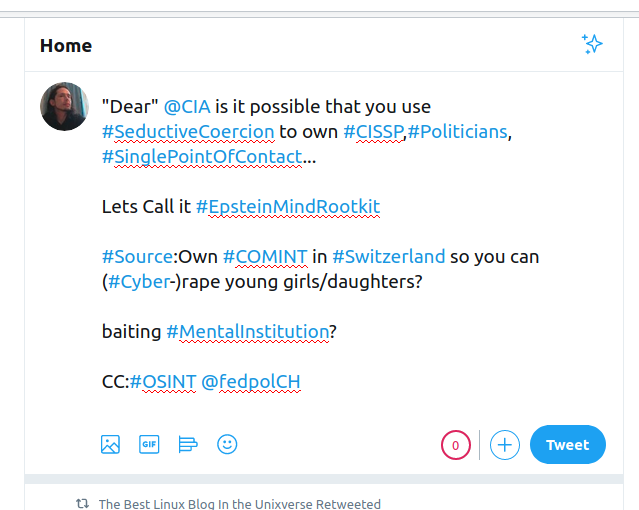 Home
"Dear" @CIA is it possible that you use
#SeductiveCoercion to own #CISSP,#Politicians,
#SinglePointOfContact...
Lets Call it #EpsteinMindRootkit
#Source:Own #COMINT in #Switzerland so you can
(#Cyber-)rape young girls/daughters?
baiting #MentalInstitution?
CC:#OSINT @fedpolCH
GIF
0
Tweet
The Best Linux Blog In the Unixverse Retweeted